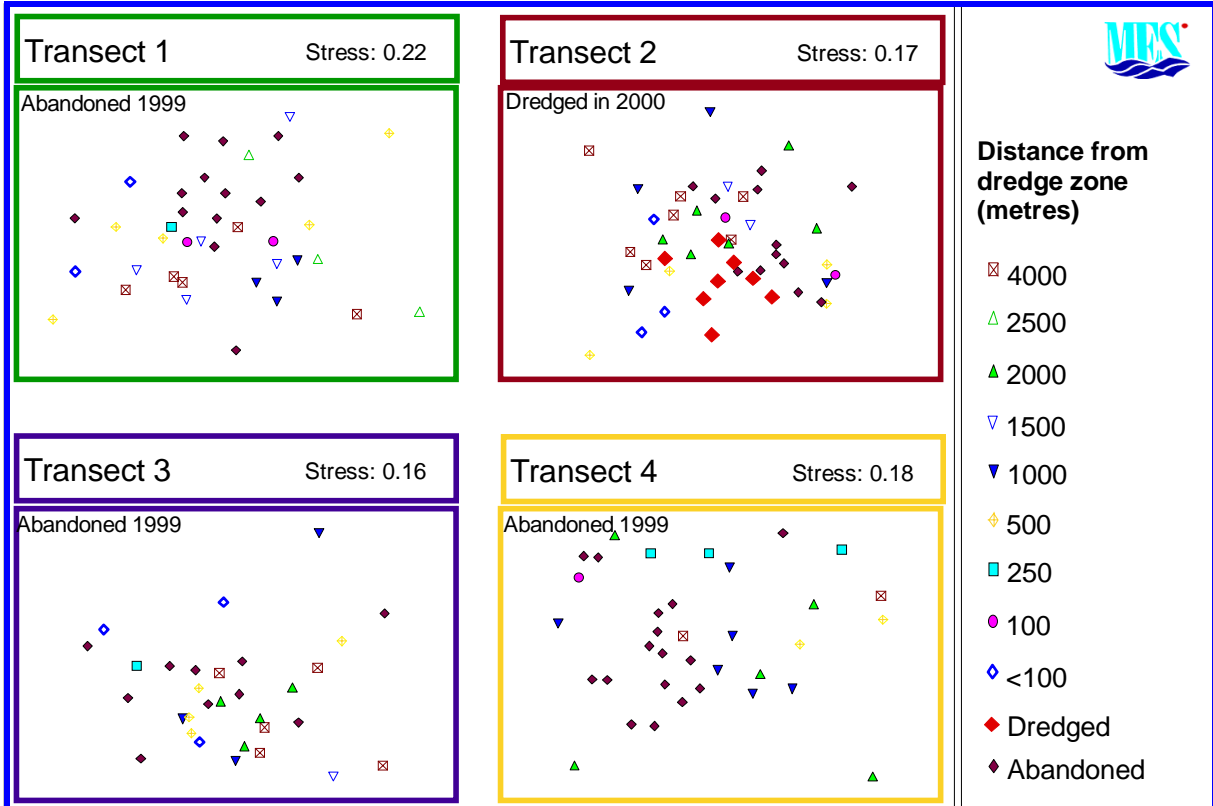 Transect 1 Stress: 0.22
Abandoned 1999
Transect 2 Stress: 0.17
Dredged in 2000
Transect 3 Stress: 0.16
Abandoned 1999
Transect 4 Stress: 0.18
Abandoned 1999
MES
Distance from
dredge zone
(metres)
4000
2500
2000
1500
1000
500
250
100
<100
Dredged
Abandoned